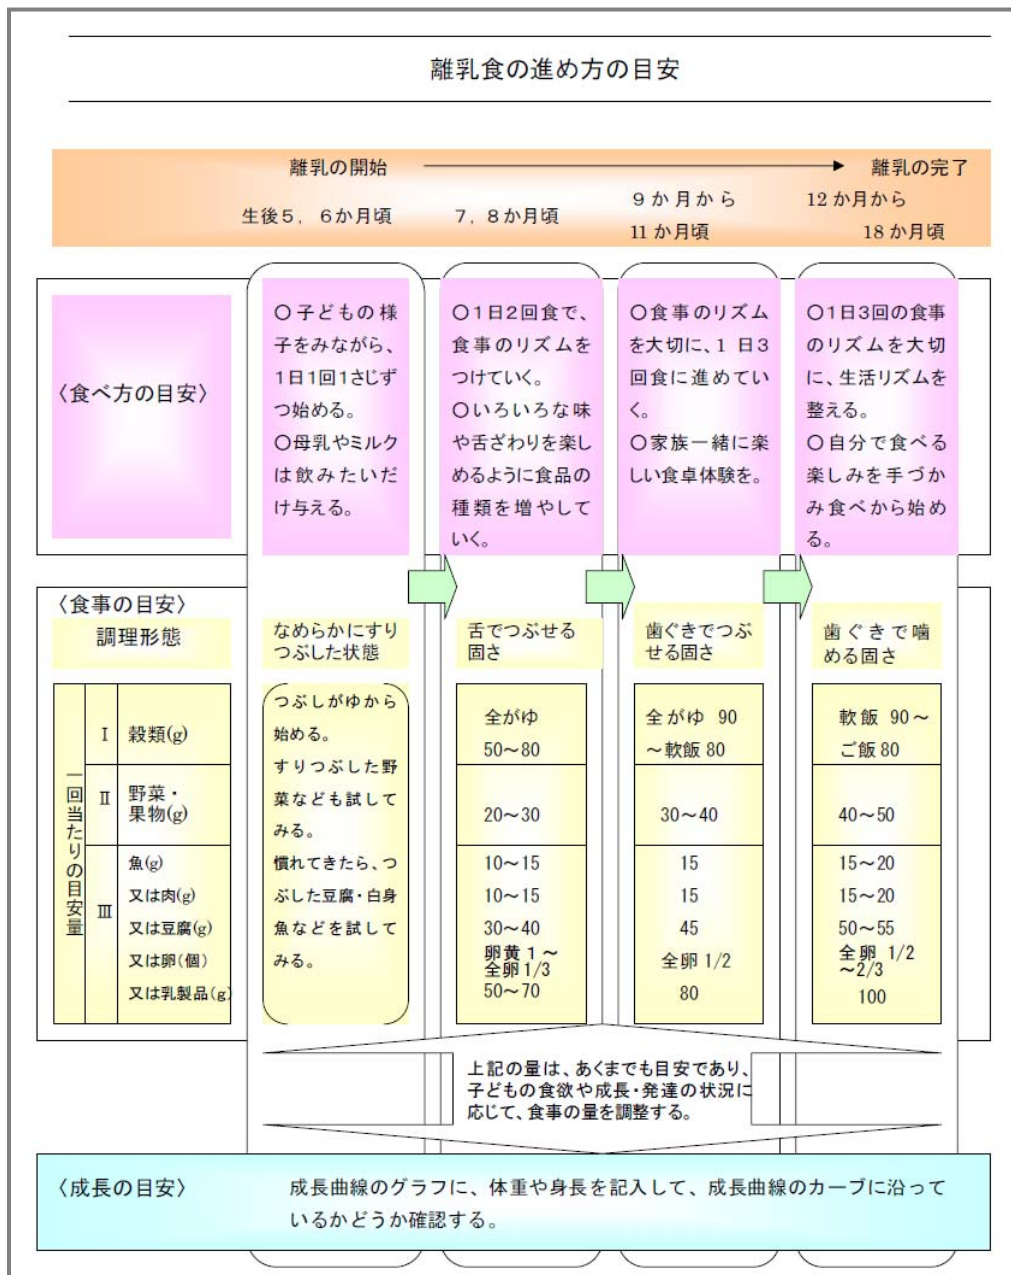 離乳食の進め方の目安
離乳の開始
離乳の完了
生後5，6か月頃
7，8か月頃
9か月から
11か月頃
12か月から
18か月頃
〈食べ方の目安〉
○子どもの様
子をみながら、
1日1回1さじず
つ始める。
○母乳やミルク
は飲みたいだ
け与える。
○1日2回食で、
食事のリズムを
つけていく。
○いろいろな味
や舌ざわりを楽し
めるように食品の
種類を増やして
いく。
○食事のリズム
を大切に、1日3
回食に進めてい
く。
○家族一緒に楽
しい食卓体験を。
○1日3回の食事
のリズムを大切
に、生活リズムを
整える。
○自分で食べる
楽しみを手づか
み食べから始め
る。
〈食事の目安〉
調理形態
なめらかにすり
つぶした状態
舌でつぶせる
固さ
歯ぐきでつぶ
せる固さ
歯ぐきで噛
める固さ
一回当たりの目安量
Ⅰ
穀類(g)
つぶしがゆから
始める。
すりつぶした野
菜なども試して
みる。
慣れてきたら、つ
ぶした豆腐・白身
魚などを試して
みる。
全がゆ
50～80
全がゆ 90
～軟飯 80
軟飯 90～
ご飯 80
Ⅱ
野菜・
果物(g)
20～30
30～40
40～50
Ⅲ
魚(g)
10～15
15
15～20
又は肉(g)
10～15
15
15～20
又は豆腐(g)
30～40
45
50～55
又は卵(個)
卵黄 1～
全卵 1/3
全卵 1/2
全卵 1/2
～2/3
又は乳製品(g)
50～70
80
100
上記の量は、あくまでも目安であり、
子どもの食欲や成長・発達の状況に
応じて、食事の量を調整する。
〈成長の目安〉
成長曲線のグラフに、体重や身長を記入して、成長曲線のカーブに沿って
いるかどうか確認する。